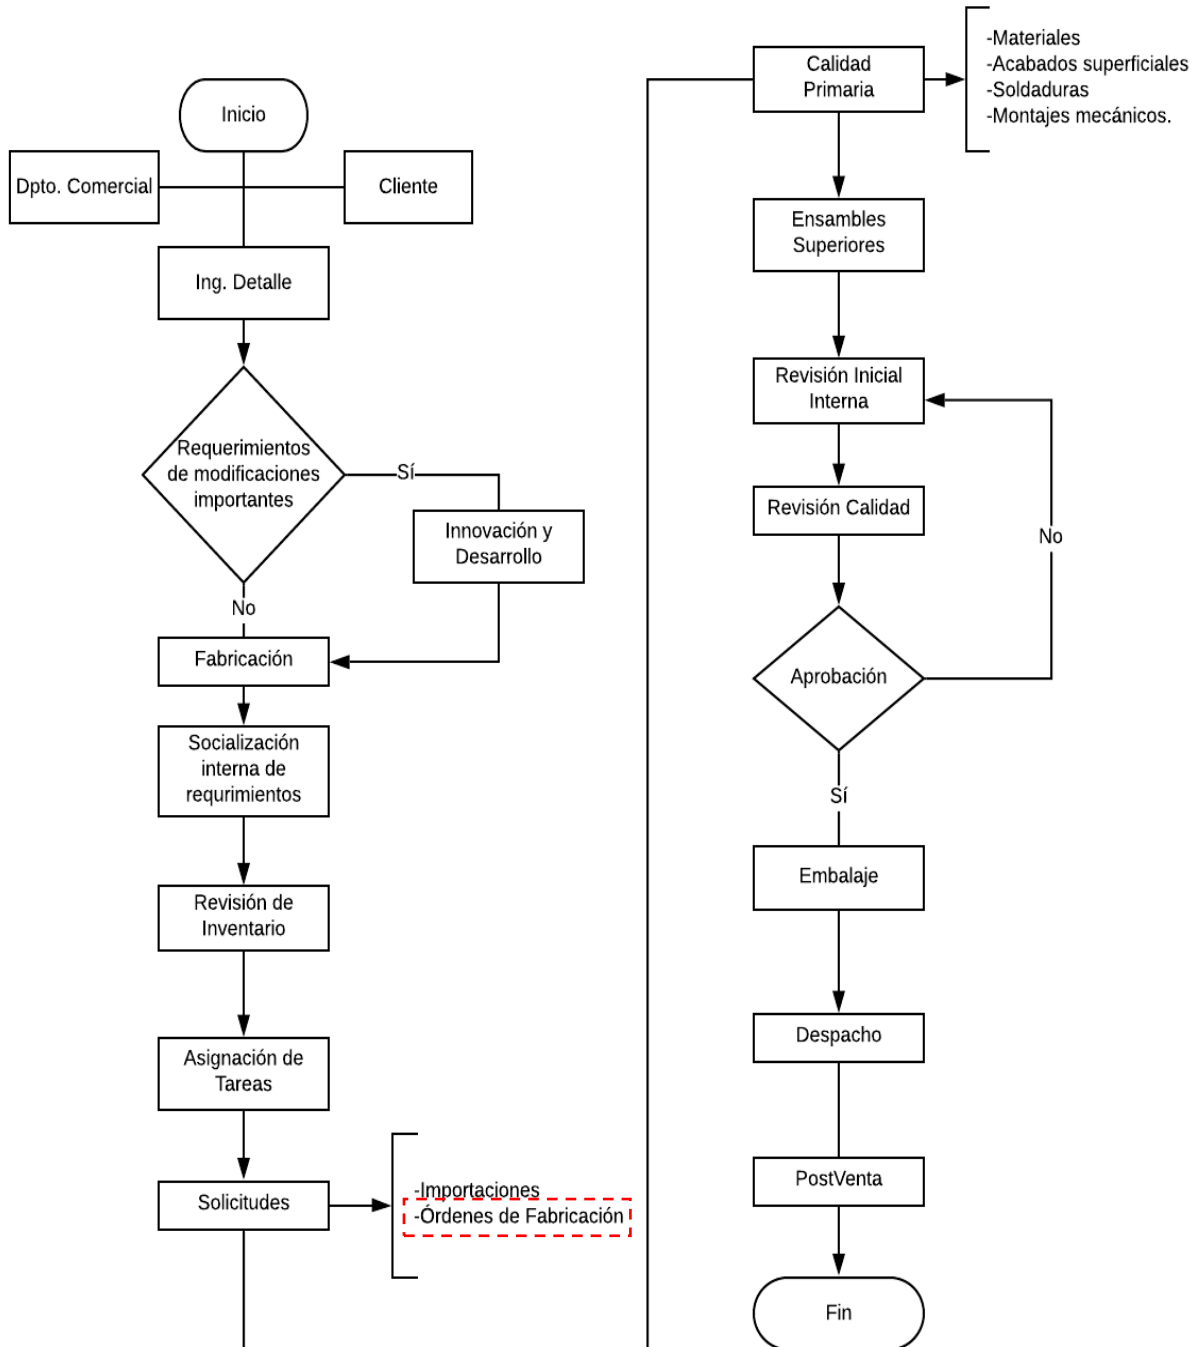 Inicio
Dpto. Comercial
Cliente
Ing. Detalle
Requerimientos
de modificaciones
importantes
Sí
Innovación y
Desarrollo
No
Fabricación
Socialización
interna de
requrimientos
Revisión de
Inventario
Asignación de
Tareas
Solicitudes
-Importaciones
-Órdenes de Fabricación
Calidad
Primaria
-Materiales
-Acabados superficiales
-Soldaduras
-Montajes mecánicos.
Ensambles
Superiores
Revisión Inicial
Interna
Revisión Calidad
No
Aprobación
Sí
Embalaje
Despacho
PostVenta
Fin